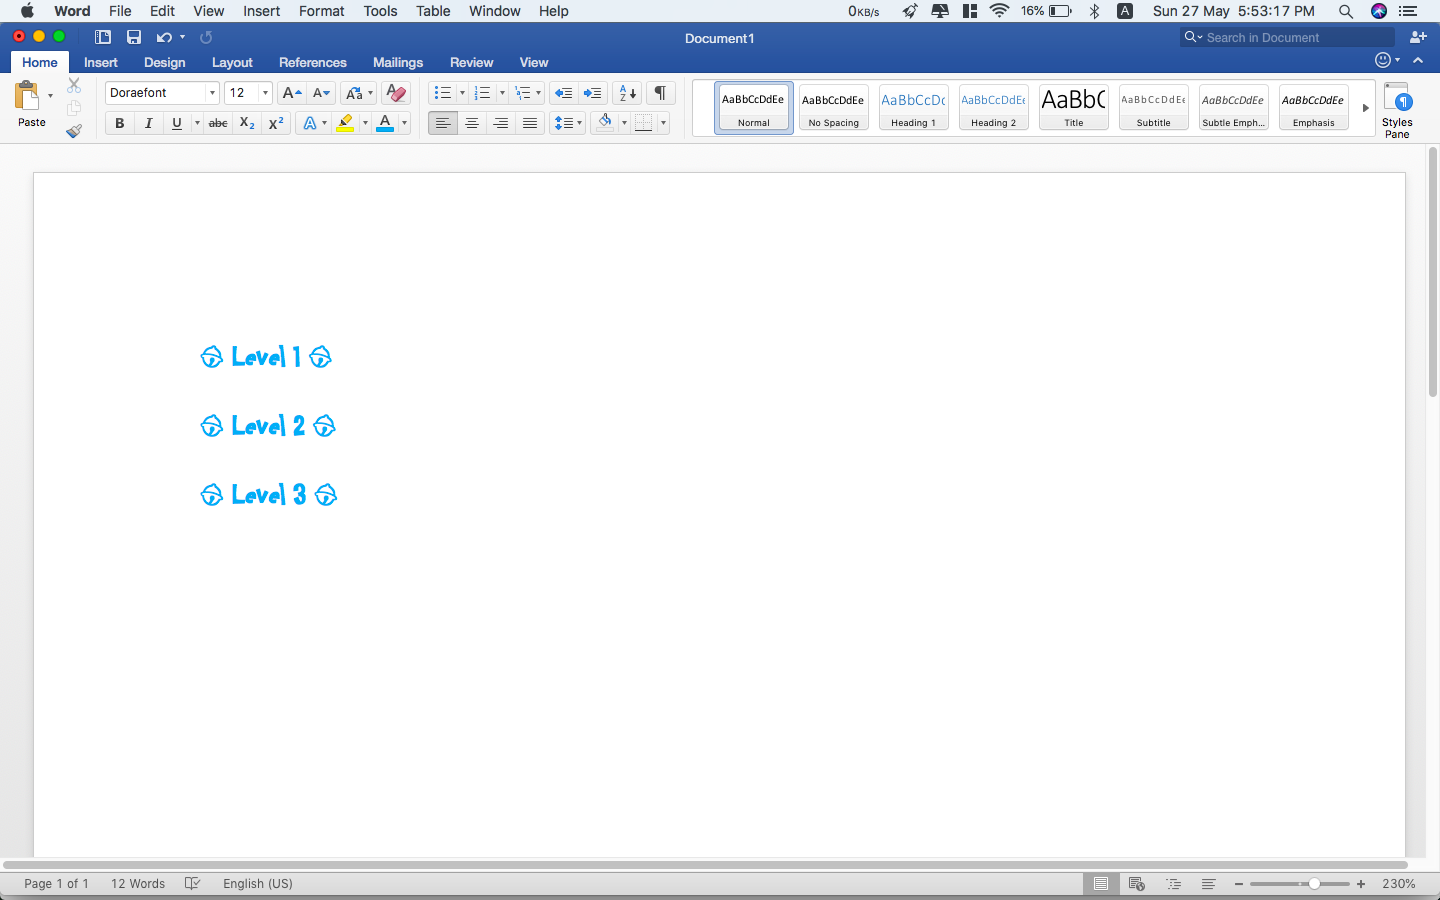 Word File Edit View Insert Format Tools Table Window Help 0KB/s 16% A Sun 27 May 5:53:17 PM
Document1
Search in Document
Home Insert Design Layout References Mailings Review View
Paste
Doraefont 12
B I U abc X2 X2 A A
AaBbCcDdEe AaBbCcDdEe AaBbCcDc AaBbCcDdEe AaBbC AaBbCcDdEe AaBbCcDdEe AaBbCcDdEe
Normal No Spacing Heading 1 Heading 2 Title Subtitle Subtle Emph... Emphasis
Styles
Pane
Level 1
Level 2
Level 3
Page 1 of 1 12 Words English (US) 230%